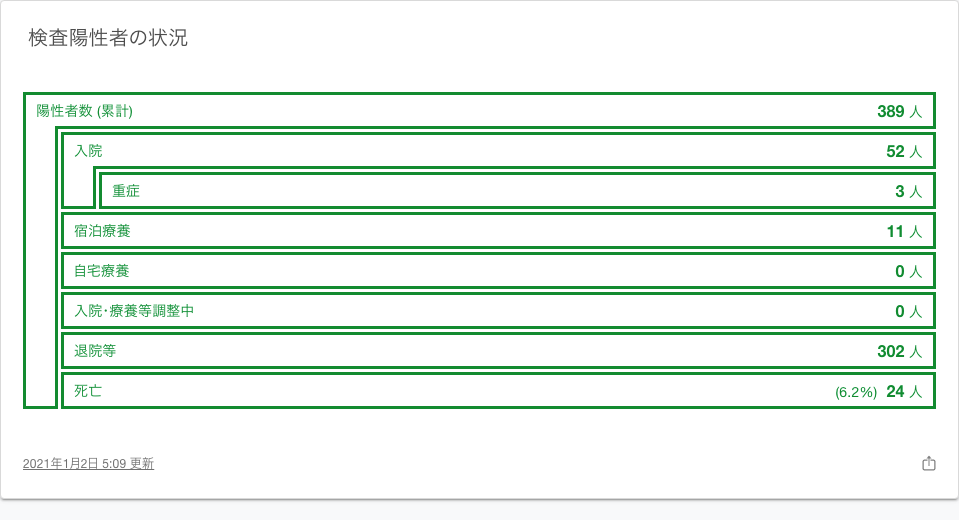 検査陽性者の状況
陽性者数 (累計) 389 人
入院 52 人
重症 3 人
宿泊療養 11 人
自宅療養 0 人
入院･療養等調整中 0 人
退院等 302 人
死亡 (6.2%) 24 人
2021年1月2日 5:09 更新